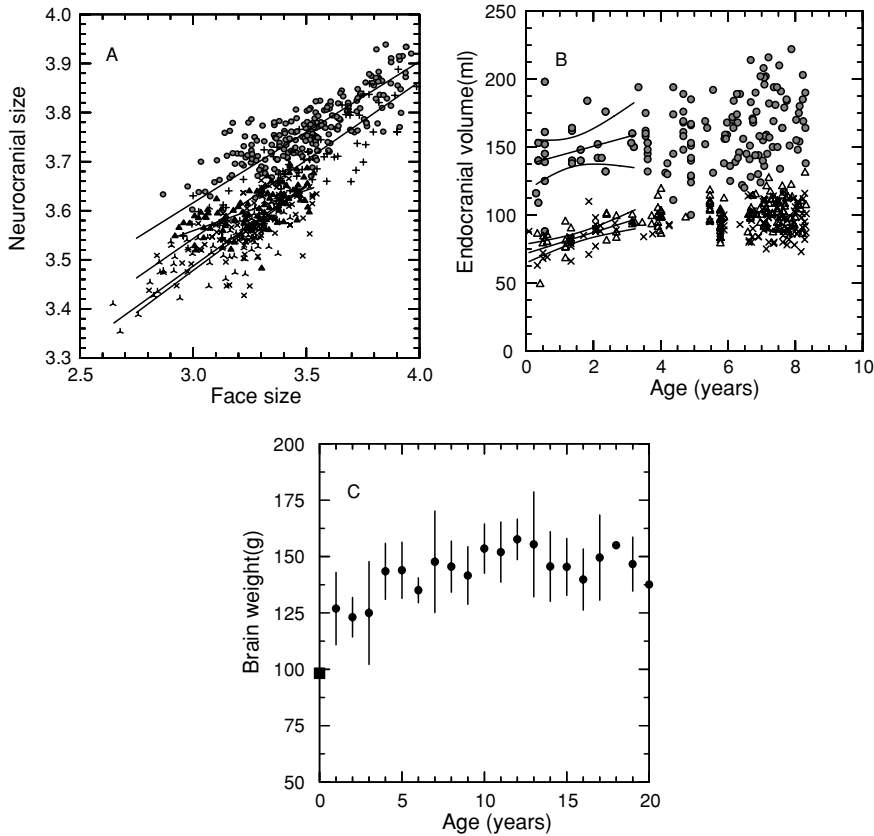 A
4.0
3.9
3.8
3.7
3.6
3.5
3.4
3.3
Neurocranial size
2.5 3.0 3.5 4.0
Face size
B
250
200
150
100
50
0
Endocranial volume(ml)
0 2 4 6 8 10
Age (years)
C
200
175
150
125
100
75
50
Brain weight(g)
0 5 10 15 20
Age (years)